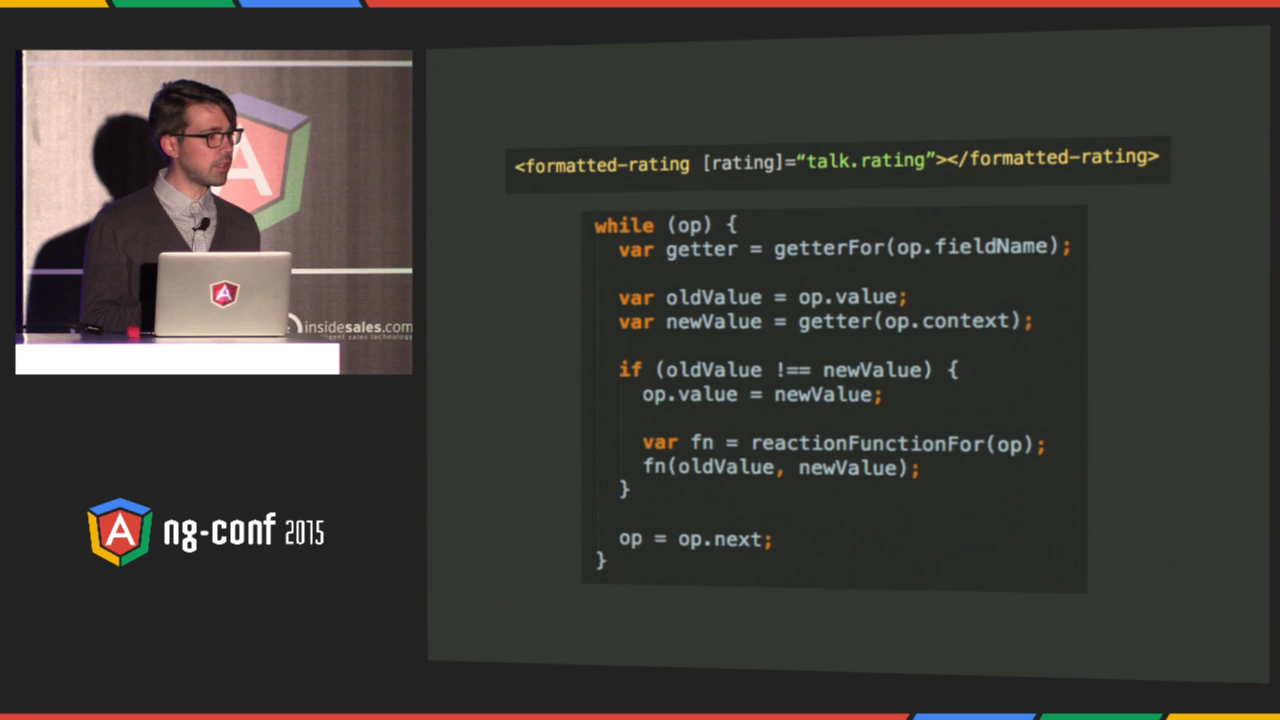 <formatted-rating [rating]=“talk.rating”></formatted-rating>
while (op) {
  var getter = getterFor(op.fieldName);
  var oldValue = op.value;
  var newValue = getter(op.context);
  if (oldValue !== newValue) {
    op.value = newValue;
    var fn = reactionFunctionFor(op);
    fn(oldValue, newValue);
  }
  op = op.next;
}
A
A
insidesales.com
sales technology
A ng-conf 2015